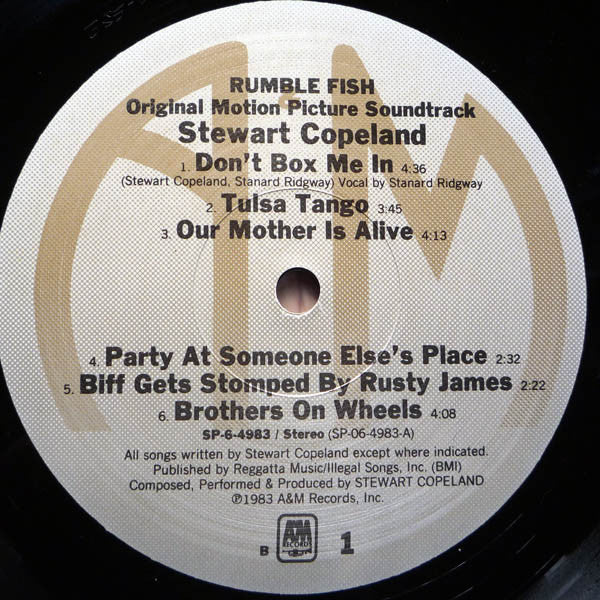 RUMBLE FISH
Original Motion Picture Soundtrack
Stewart Copeland
1. Don't Box Me In 4:36
(Stewart Copeland, Stanard Ridgway) Vocal by Stanard Ridgway
2. Tulsa Tango 3:45
3. Our Mother Is Alive 4:13
4. Party At Someone Else's Place 2:32
5. Biff Gets Stomped By Rusty James 2:22
6. Brothers On Wheels 4:08
SP-6-4983 / Stereo (SP-06-4983-A)
All songs written by Stewart Copeland except where indicated.
Published by Reggatta Music/Illegal Songs, Inc. (BMI)
Composed, Performed & Produced by STEWART COPELAND
℗1983 A&M Records, Inc.
B A&M RECORDS 1